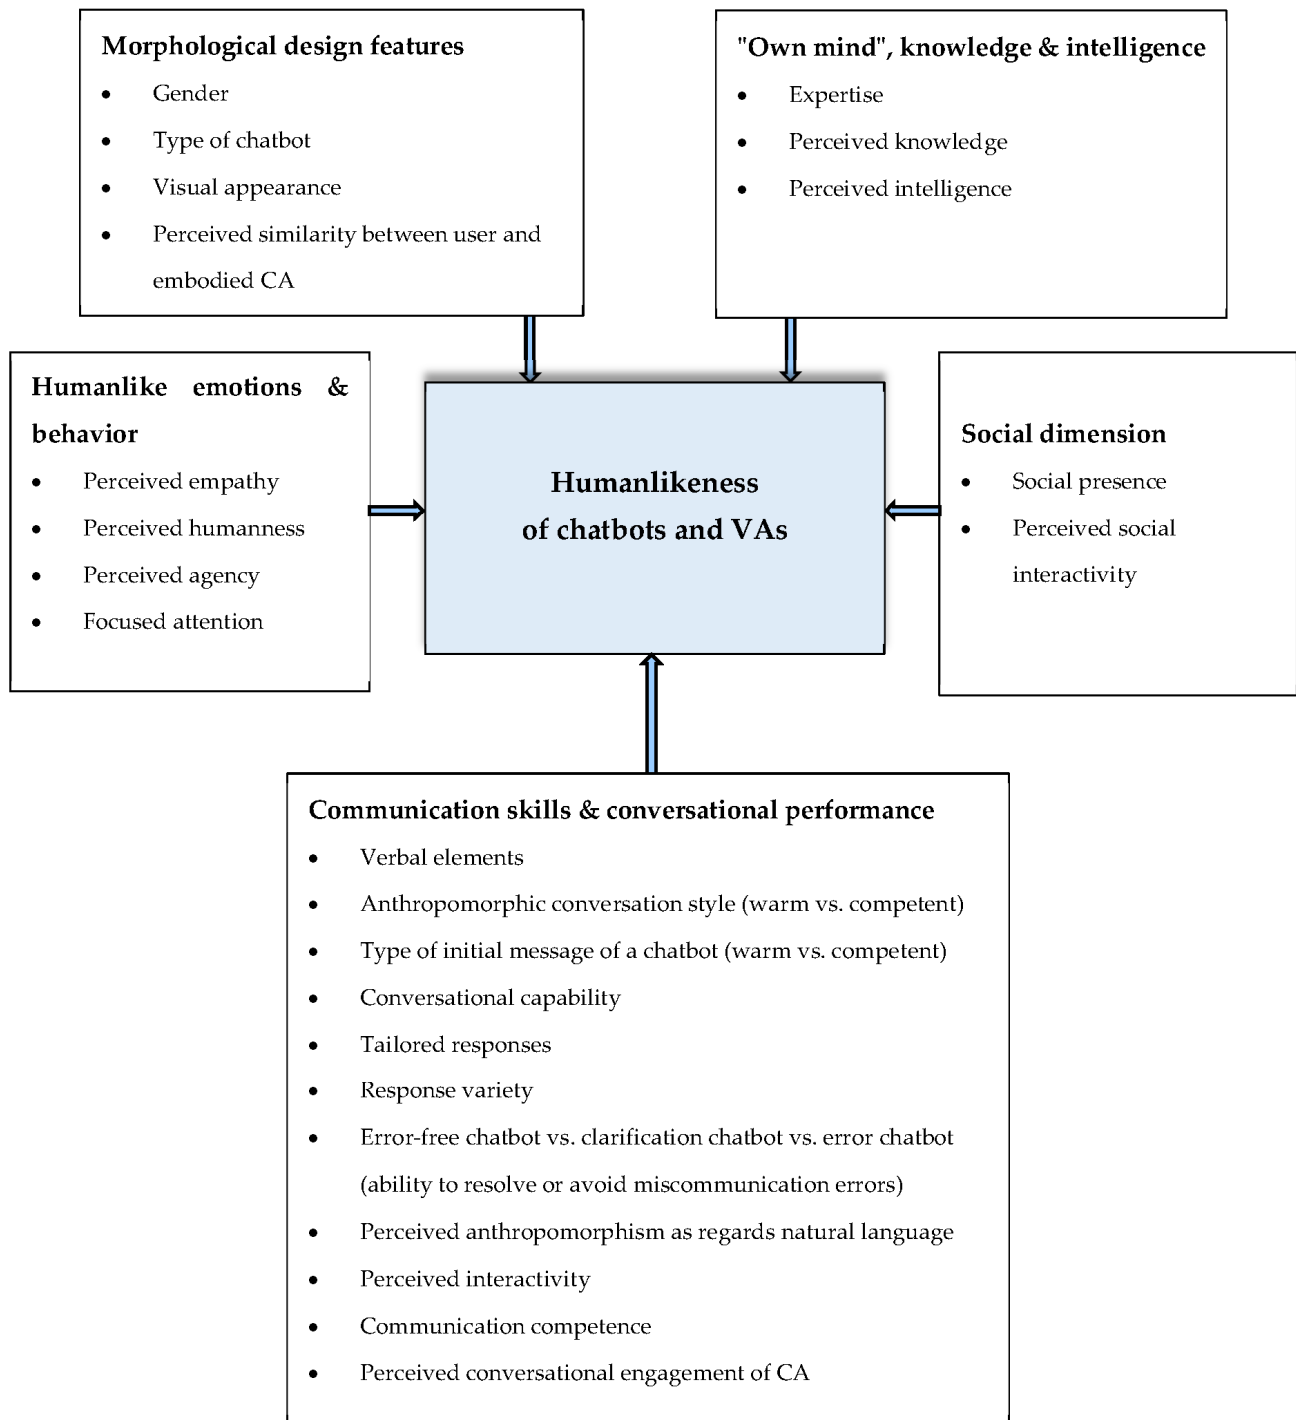 Morphological design features
• Gender
• Type of chatbot
• Visual appearance
• Perceived similarity between user and
embodied CA
"Own mind", knowledge & intelligence
• Expertise
• Perceived knowledge
• Perceived intelligence
Humanlike emotions &
behavior
• Perceived empathy
• Perceived humanness
• Perceived agency
• Focused attention
Humanlikeness
of chatbots and VAs
Social dimension
• Social presence
• Perceived social
interactivity
Communication skills & conversational performance
• Verbal elements
• Anthropomorphic conversation style (warm vs. competent)
• Type of initial message of a chatbot (warm vs. competent)
• Conversational capability
• Tailored responses
• Response variety
• Error-free chatbot vs. clarification chatbot vs. error chatbot
(ability to resolve or avoid miscommunication errors)
• Perceived anthropomorphism as regards natural language
• Perceived interactivity
• Communication competence
• Perceived conversational engagement of CA